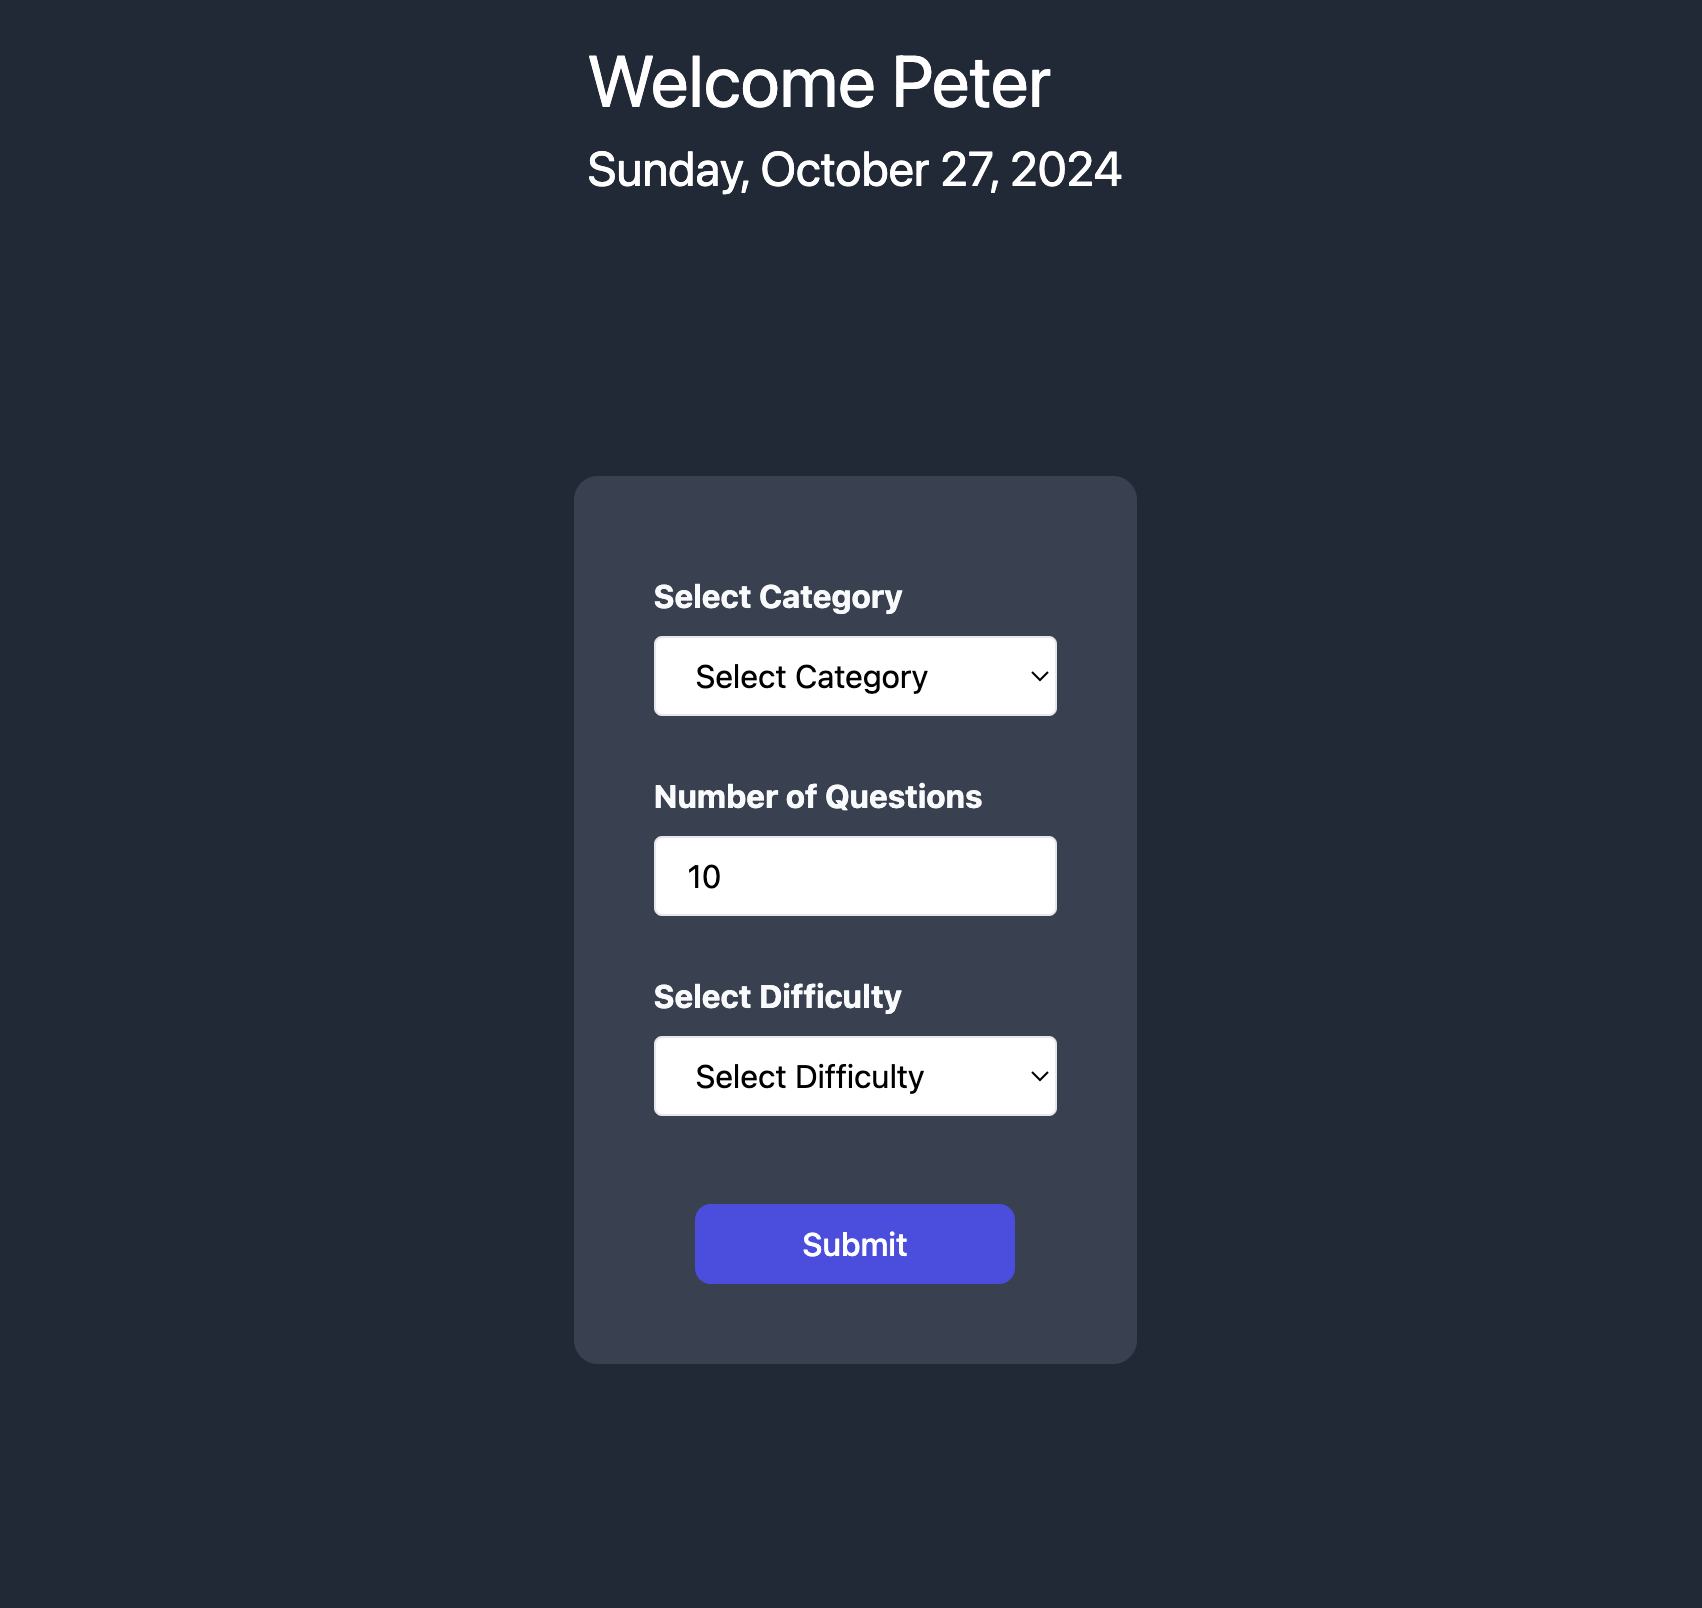 Welcome Peter
Sunday, October 27, 2024
Select Category
Select Category
Number of Questions
10
Select Difficulty
Select Difficulty
Submit